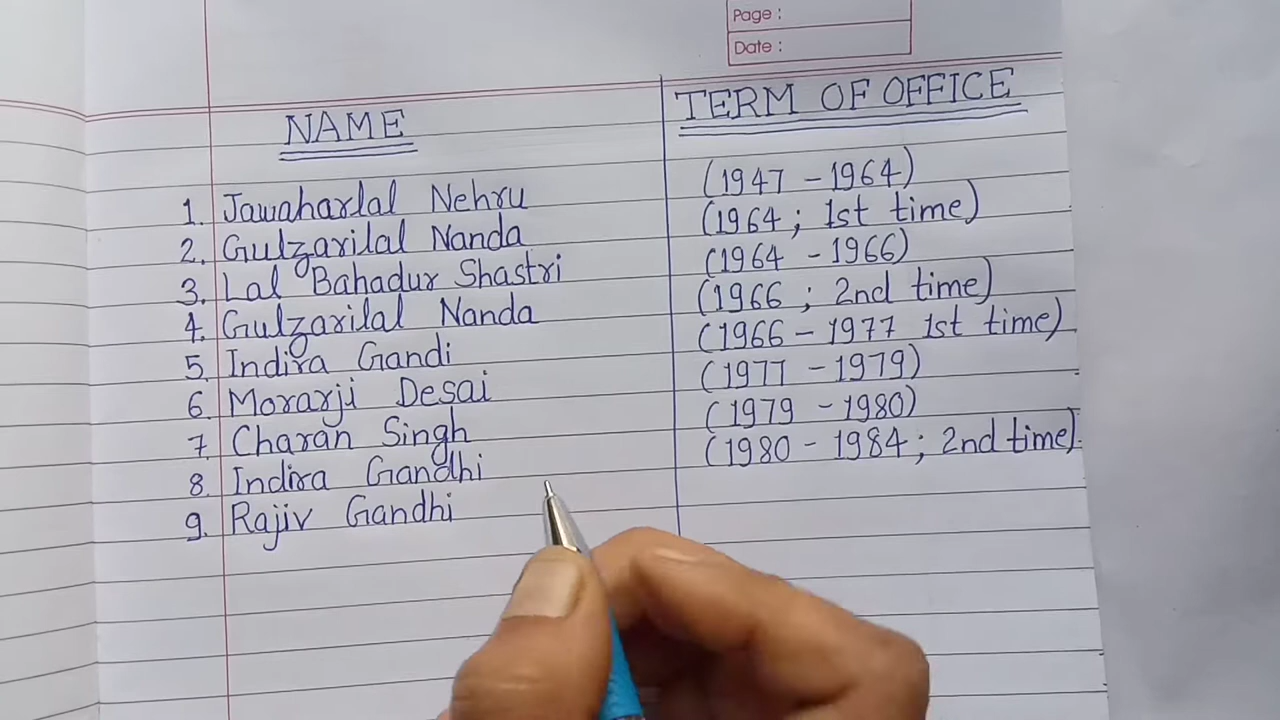 Page :
Date :
NAME TERM OF OFFICE
1. Jawaharlal Nehru (1947 - 1964)
2. Gulzarilal Nanda (1964 ; 1st time)
3. Lal Bahadur Shastri (1964 - 1966)
4. Gulzarilal Nanda (1966 ; 2nd time)
5. Indira Gandi (1966 - 1977 1st time)
6. Morarji Desai (1977 - 1979)
7. Charan Singh (1979 - 1980)
8. Indira Gandhi (1980 - 1984 ; 2nd time).
9. Rajiv Gandhi